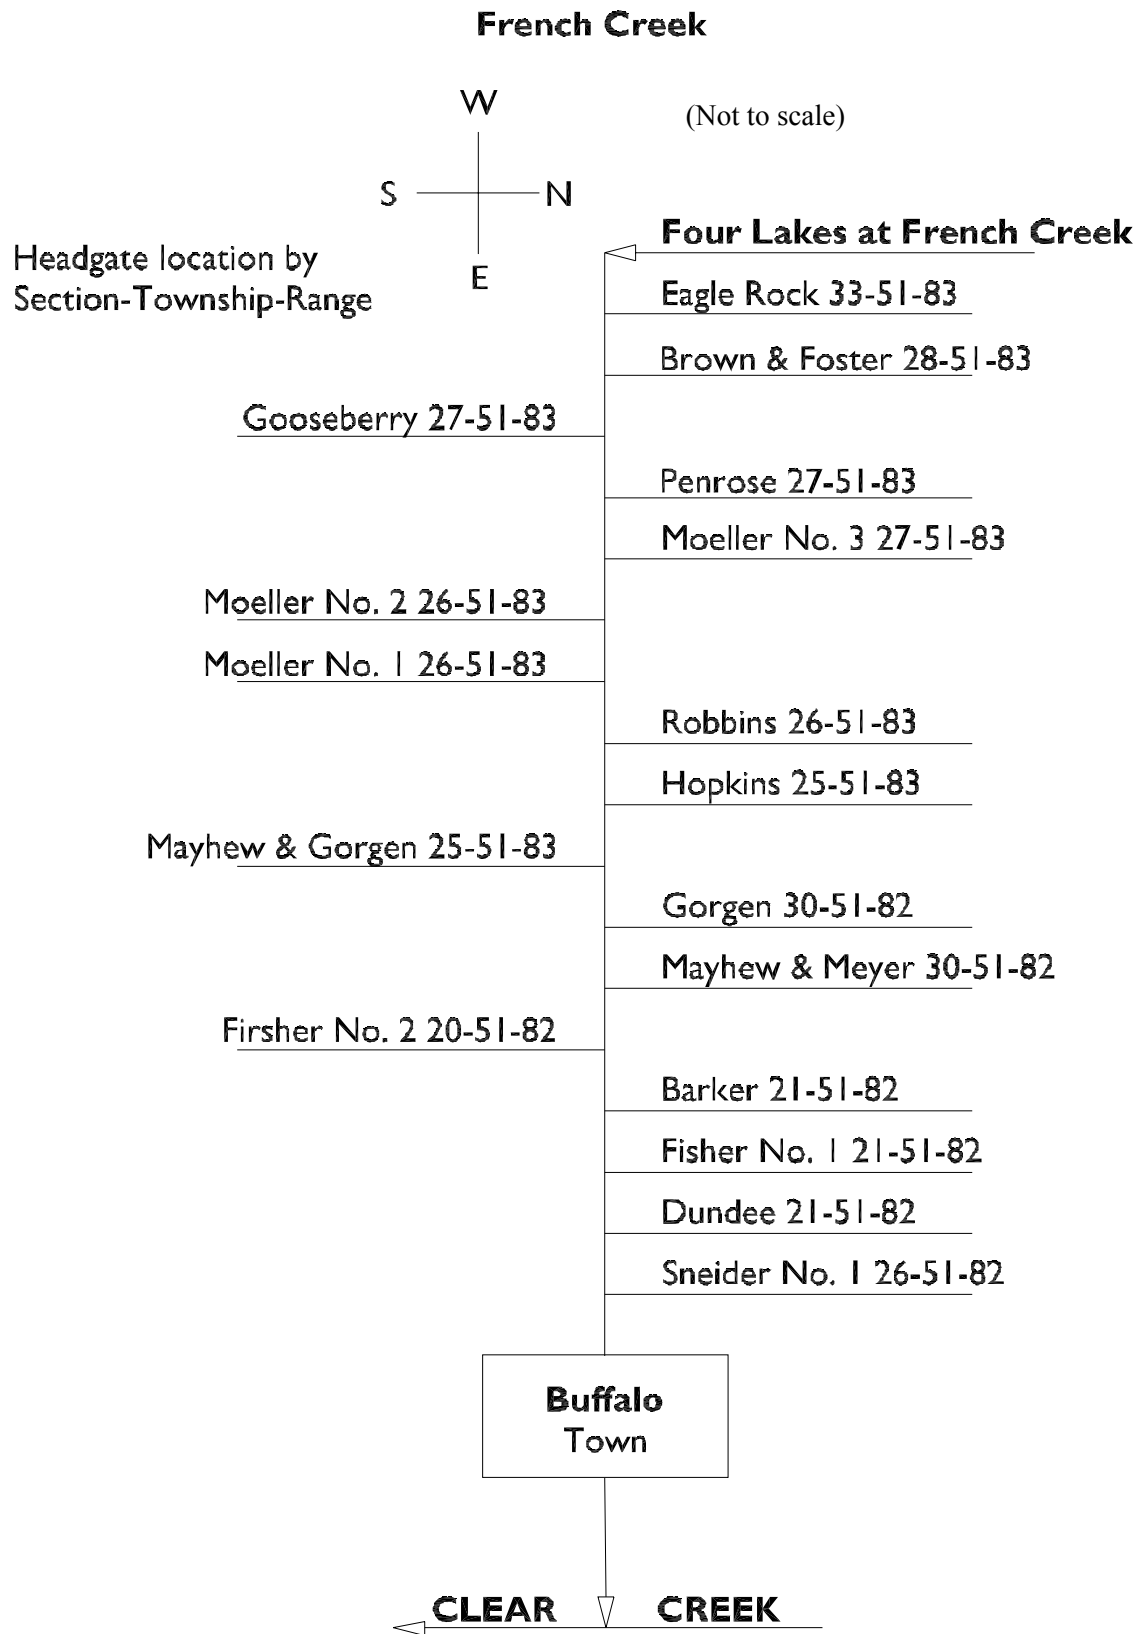 French Creek
W
(Not to scale)
S
N
E
Headgate location by
Section-Township-Range
Four Lakes at French Creek
Eagle Rock 33-51-83
Brown & Foster 28-51-83
Gooseberry 27-51-83
Penrose 27-51-83
Moeller No. 3 27-51-83
Moeller No. 2 26-51-83
Moeller No. 1 26-51-83
Robbins 26-51-83
Hopkins 25-51-83
Mayhew & Gorgen 25-51-83
Gorgen 30-51-82
Mayhew & Meyer 30-51-82
Firsher No. 2 20-51-82
Barker 21-51-82
Fisher No. 1 21-51-82
Dundee 21-51-82
Sneider No. 1 26-51-82
Buffalo
Town
CLEAR CREEK